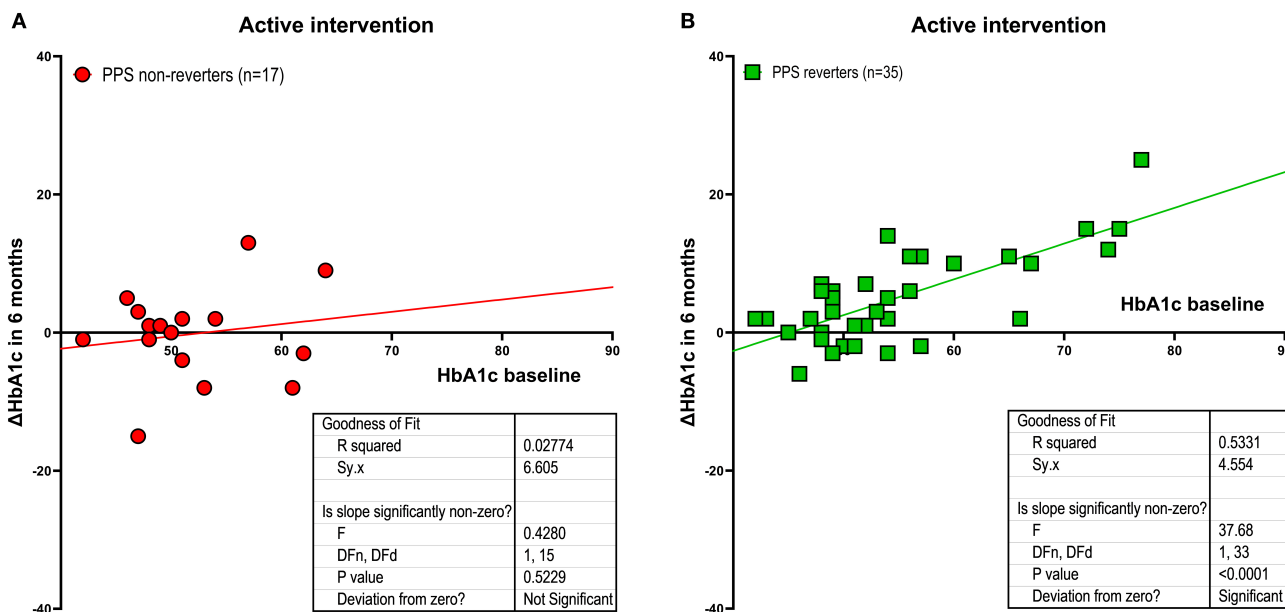 A
Active intervention
40
PPS non-reverters (n=17)
20
0
-20
-40
ΔHbA1c in 6 months
50
60
70
80
90
HbA1c baseline
Goodness of Fit
R squared 0.02774
Sy.x 6.605
Is slope significantly non-zero?
F 0.4280
DFn, DFd 1, 15
P value 0.5229
Deviation from zero? Not Significant
B
Active intervention
40
PPS reverters (n=35)
20
0
-20
-40
ΔHbA1c in 6 months
60
70
80
9
HbA1c baseline
Goodness of Fit
R squared 0.5331
Sy.x 4.554
Is slope significantly non-zero?
F 37.68
DFn, DFd 1, 33
P value <0.0001
Deviation from zero? Significant